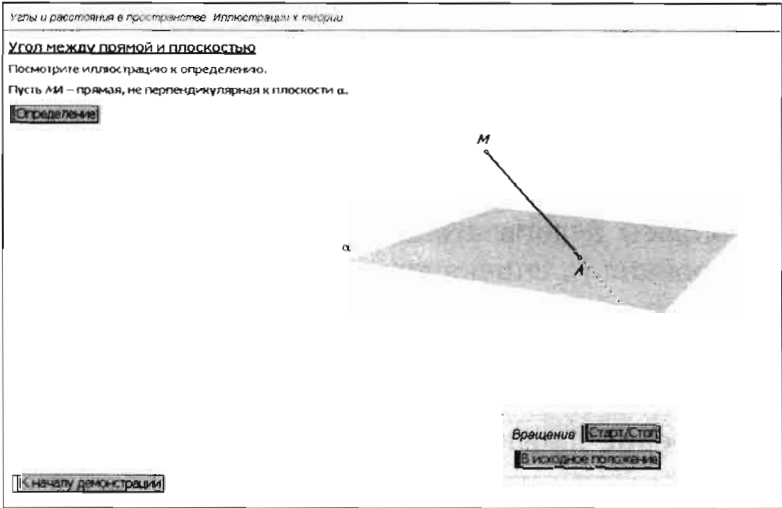 Углы и расстояния в пространстве. Иллюстрации к теории
Угол между прямой и плоскостью
Посмотрите иллюстрацию к определению.
Пусть МА – прямая, не перпендикулярная к плоскости α.
Определение
M
α
A
Вращение Старт/Стоп
В исходное положение
К началу демонстрации